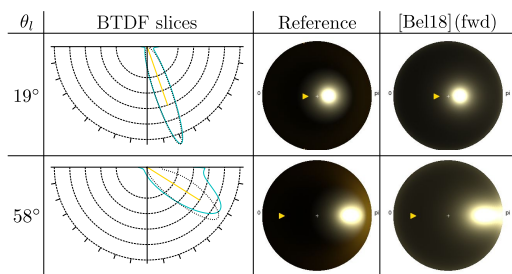 θl BTDF slices Reference [Bel18] (fwd)
19° 0 pi 0 pi
58° 0 pi 0 pi